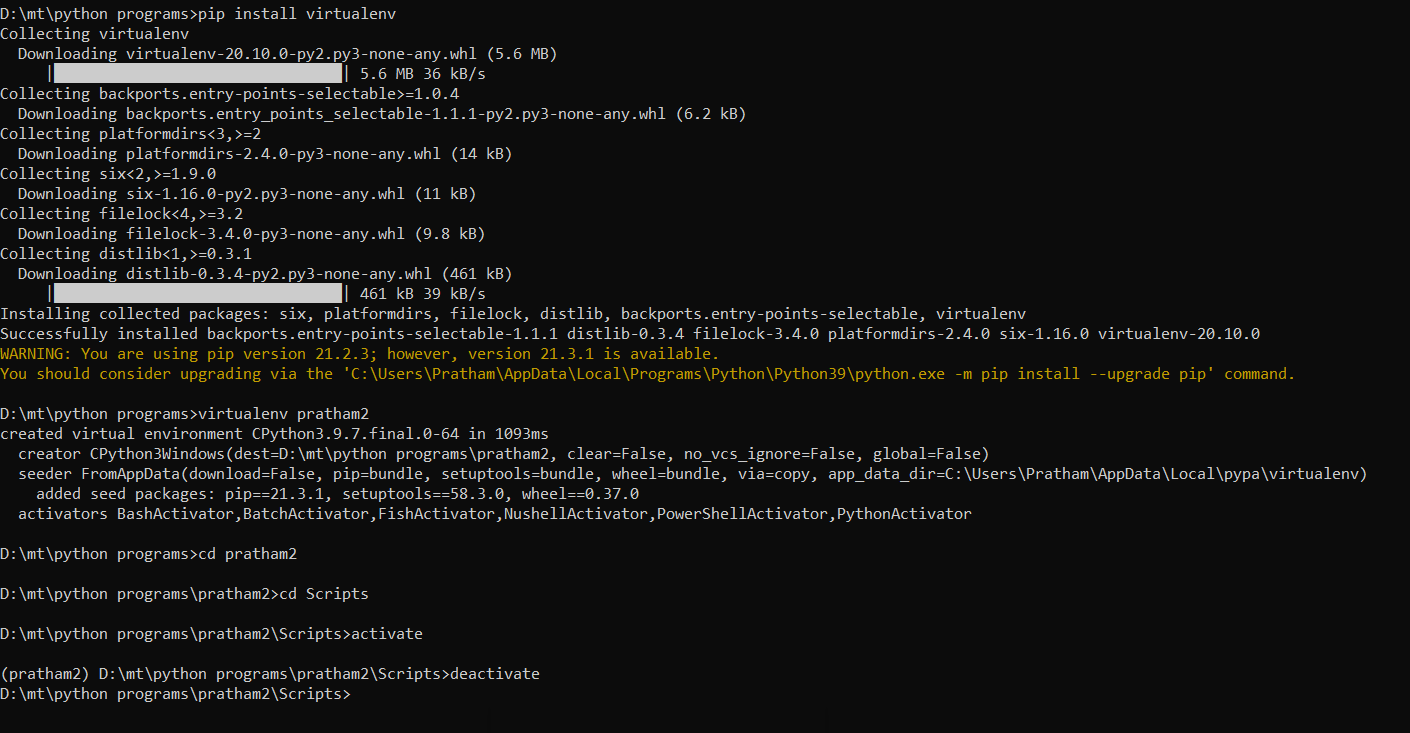 D:\mt\python programs>pip install virtualenv
Collecting virtualenv
  Downloading virtualenv-20.10.0-py2.py3-none-any.whl (5.6 MB)
     |████████████████████████████████| 5.6 MB 36 kB/s
Collecting backports.entry-points-selectable>=1.0.4
  Downloading backports.entry_points_selectable-1.1.1-py2.py3-none-any.whl (6.2 kB)
Collecting platformdirs<3,>=2
  Downloading platformdirs-2.4.0-py3-none-any.whl (14 kB)
Collecting six<2,>=1.9.0
  Downloading six-1.16.0-py2.py3-none-any.whl (11 kB)
Collecting filelock<4,>=3.2
  Downloading filelock-3.4.0-py3-none-any.whl (9.8 kB)
Collecting distlib<1,>=0.3.1
  Downloading distlib-0.3.4-py2.py3-none-any.whl (461 kB)
     |████████████████████████████████| 461 kB 39 kB/s
Installing collected packages: six, platformdirs, filelock, distlib, backports.entry-points-selectable, virtualenv
Successfully installed backports.entry-points-selectable-1.1.1 distlib-0.3.4 filelock-3.4.0 platformdirs-2.4.0 six-1.16.0 virtualenv-20.10.0
WARNING: You are using pip version 21.2.3; however, version 21.3.1 is available.
You should consider upgrading via the 'C:\Users\Pratham\AppData\Local\Programs\Python\Python39\python.exe -m pip install --upgrade pip' command.

D:\mt\python programs>virtualenv pratham2
created virtual environment CPython3.9.7.final.0-64 in 1093ms
  creator CPython3Windows(dest=D:\mt\python programs\pratham2, clear=False, no_vcs_ignore=False, global=False)
  seeder FromAppData(download=False, pip=bundle, setuptools=bundle, wheel=bundle, via=copy, app_data_dir=C:\Users\Pratham\AppData\Local\pypa\virtualenv)
    added seed packages: pip==21.3.1, setuptools==58.3.0, wheel==0.37.0
  activators BashActivator,BatchActivator,FishActivator,NushellActivator,PowerShellActivator,PythonActivator

D:\mt\python programs>cd pratham2

D:\mt\python programs\pratham2>cd Scripts

D:\mt\python programs\pratham2\Scripts>activate

(pratham2) D:\mt\python programs\pratham2\Scripts>deactivate
D:\mt\python programs\pratham2\Scripts>